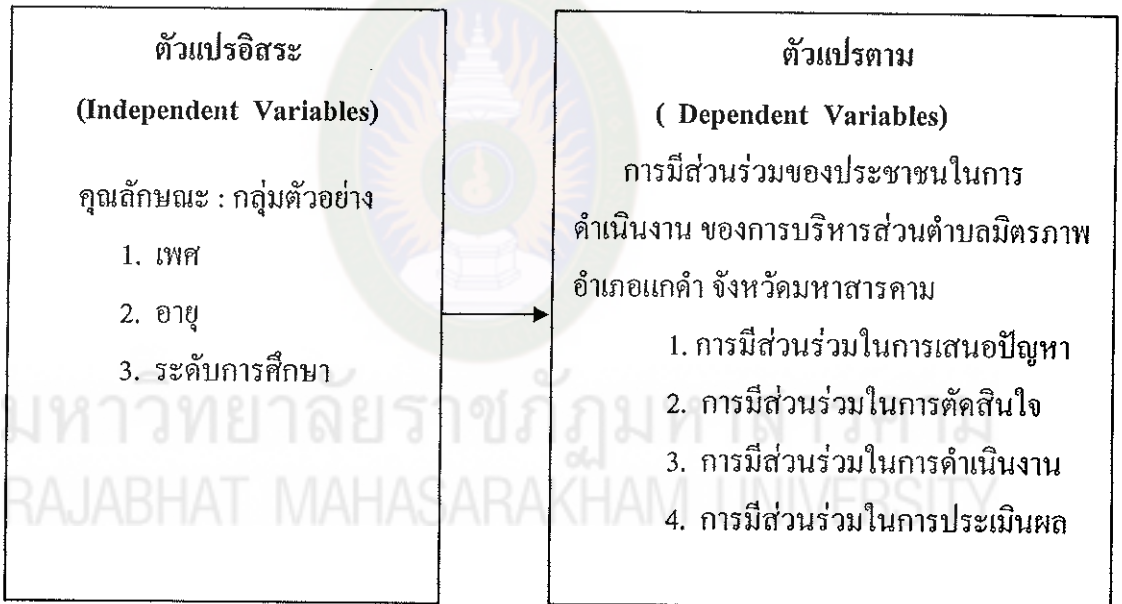 ตัวแปรอิสระ
(Independent Variables)
คุณลักษณะ : กลุ่มตัวอย่าง
1. เพศ
2. อายุ
3. ระดับการศึกษา
ตัวแปรตาม
( Dependent Variables)
การมีส่วนร่วมของประชาชนในการ
ดำเนินงาน ของการบริหารส่วนตำบลมิตรภาพ
อำเภอแกดำ จังหวัดมหาสารคาม
1. การมีส่วนร่วมในการเสนอปัญหา
2. การมีส่วนร่วมในการตัดสินใจ
3. การมีส่วนร่วมในการดำเนินงาน
4. การมีส่วนร่วมในการประเมินผล
มหาวิทยาลัยราชภัฏมหาสารคาม
RAJABHAT MAHASARAKHAM UNIVERSITY